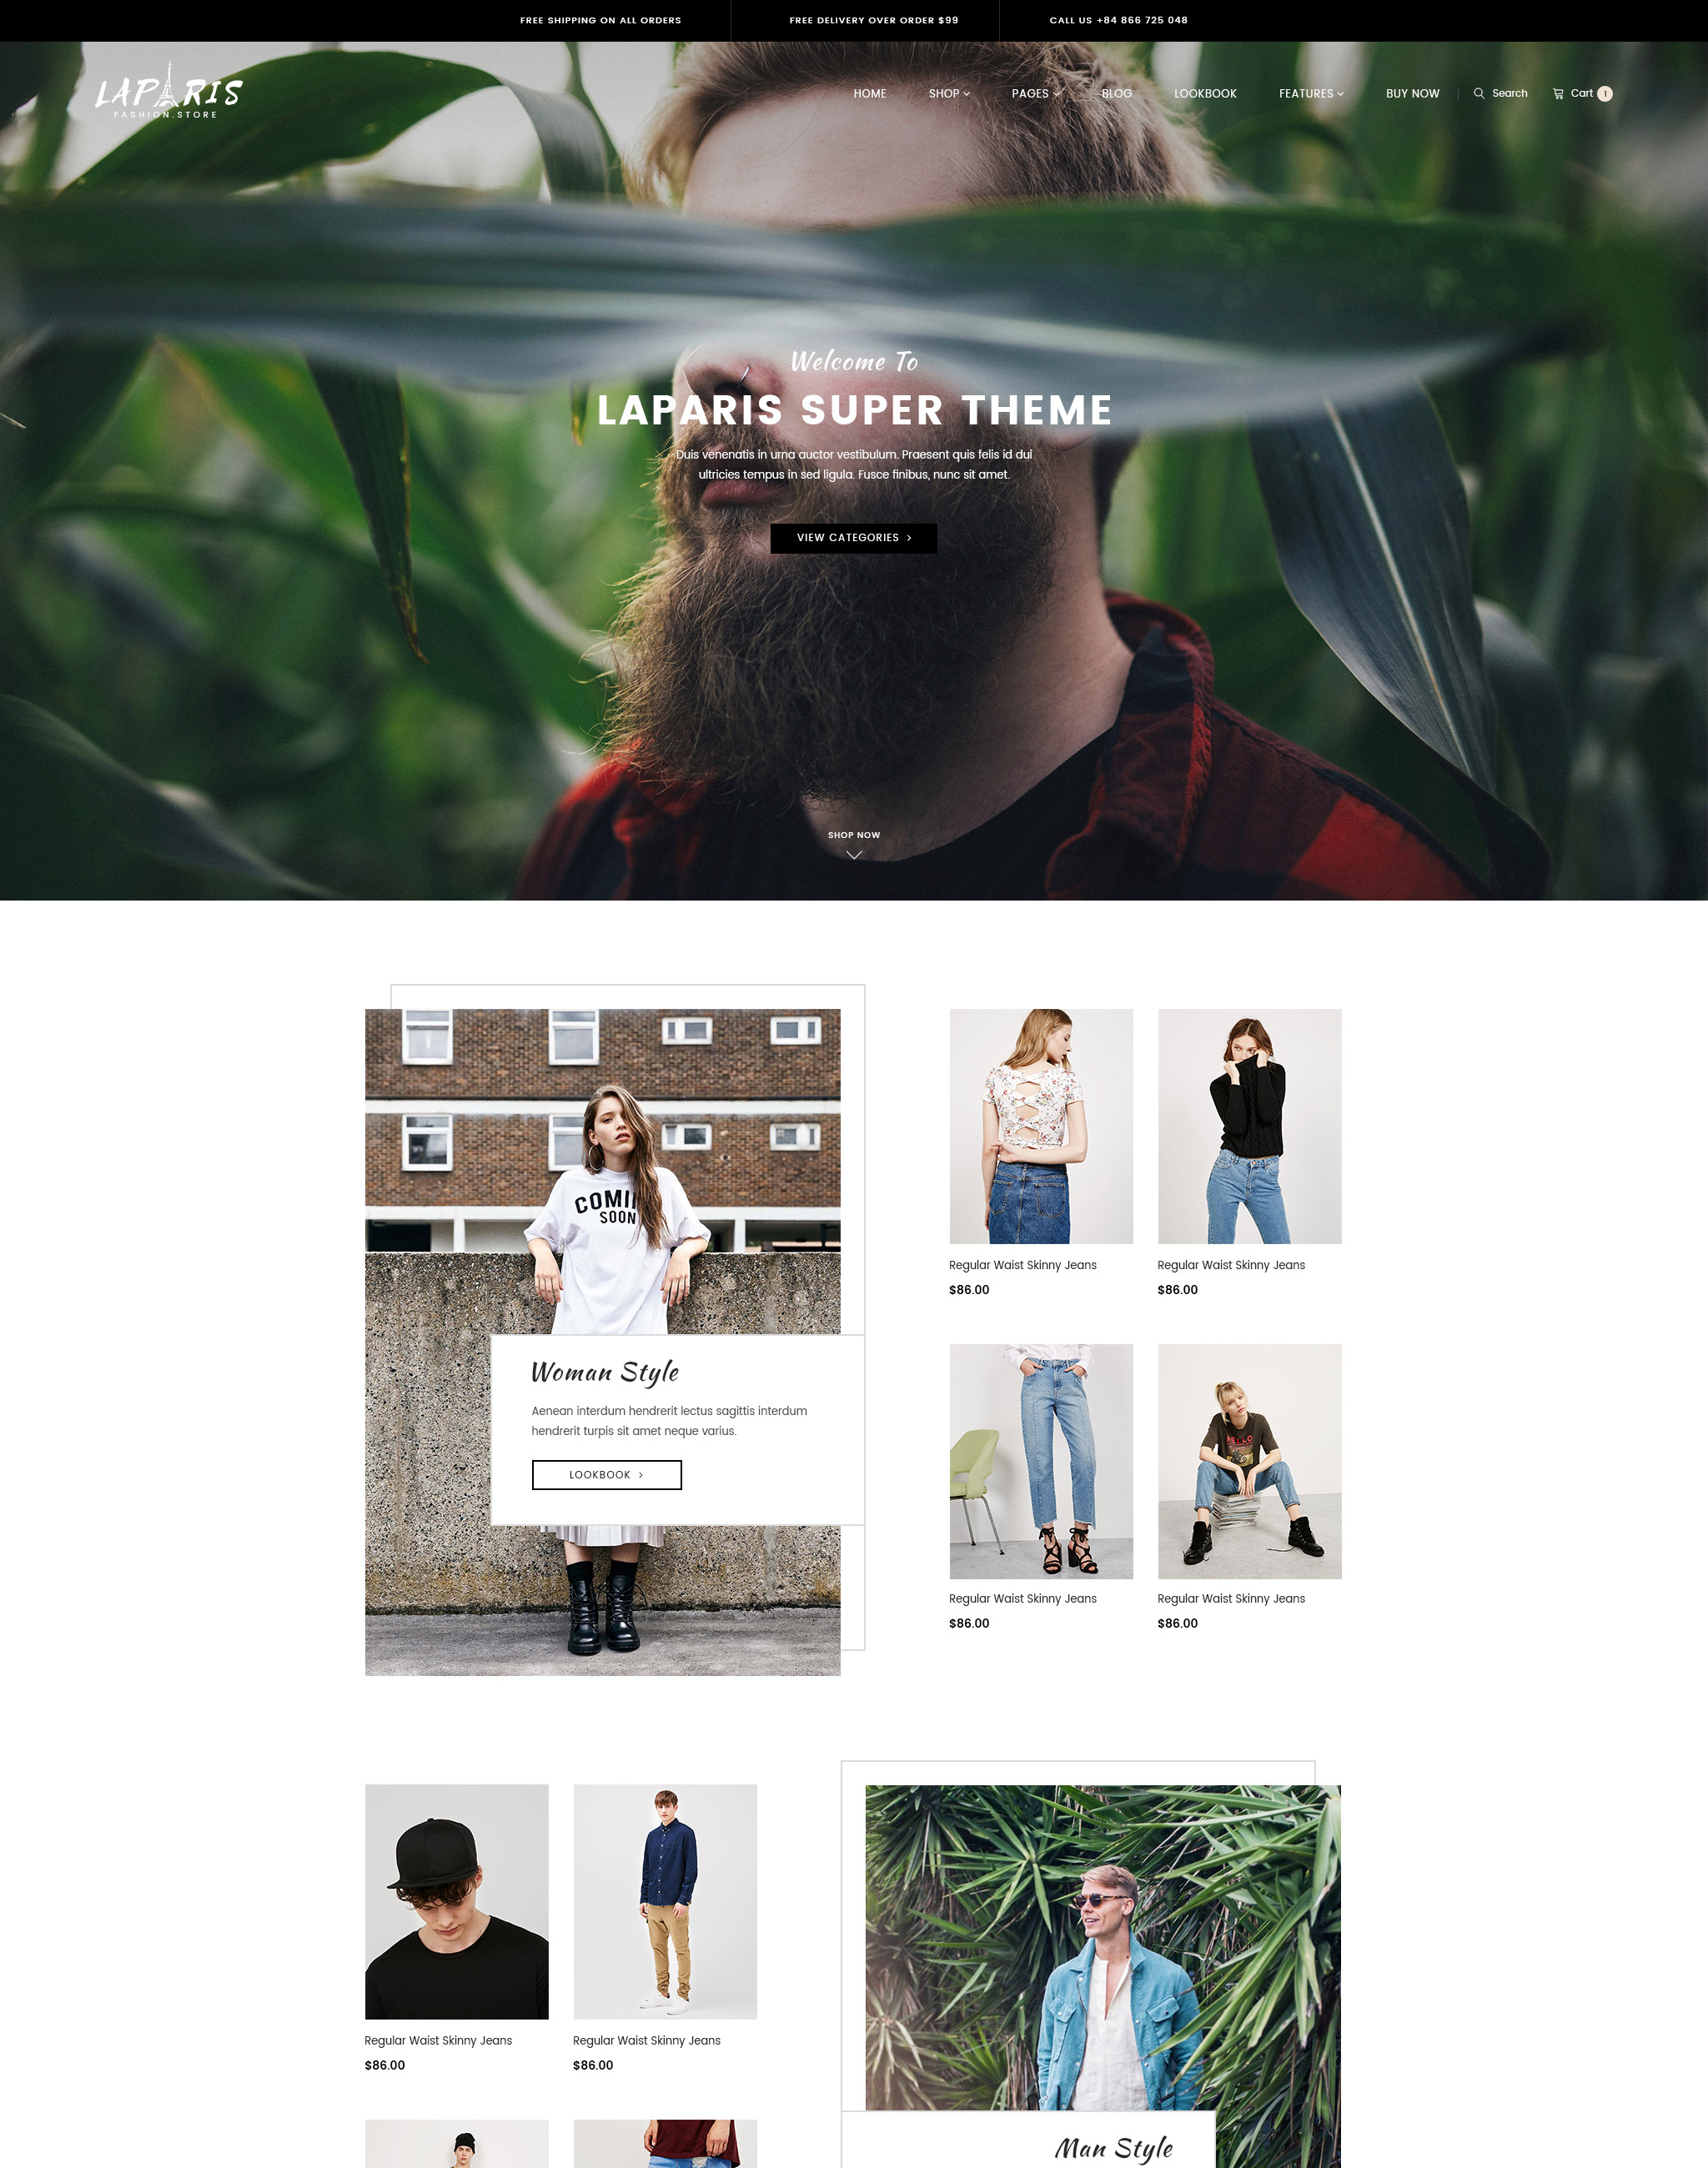 FREE SHIPPING ON ALL ORDERS
FREE DELIVERY OVER ORDER $99
CALL US +84 866 725 048
LAPARIS
FASHION.STORE
HOME
SHOP
PAGES
BLOG
LOOKBOOK
FEATURES
BUY NOW
Search
Cart 1
Welcome To
LAPARIS SUPER THEME
Duis venenatis in urna auctor vestibulum. Praesent quis felis id dui
ultricies tempus in sed ligula. Fusce finibus, nunc sit amet.
VIEW CATEGORIES >
SHOP NOW
COMI
SOON
Woman Style
Aenean interdum hendrerit lectus sagittis interdum
hendrerit turpis sit amet neque varius.
LOOKBOOK >
Regular Waist Skinny Jeans
$86.00
Regular Waist Skinny Jeans
$86.00
HELLO
Regular Waist Skinny Jeans
$86.00
Regular Waist Skinny Jeans
$86.00
Regular Waist Skinny Jeans
$86.00
Regular Waist Skinny Jeans
$86.00
Man Style